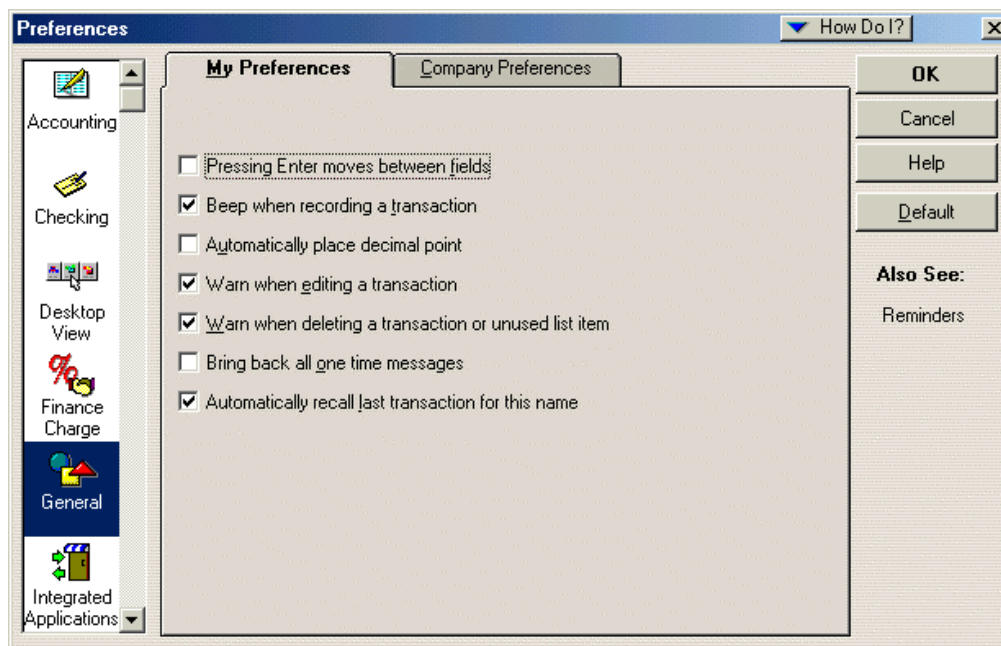 Preferences
How Do I?
Accounting
Checking
Desktop
View
Finance
Charge
General
Integrated
Applications
My Preferences
Company Preferences
Pressing Enter moves between fields
Beep when recording a transaction
Automatically place decimal point
Warn when editing a transaction
Warn when deleting a transaction or unused list item
Bring back all one time messages
Automatically recall last transaction for this name
OK
Cancel
Help
Default
Also See:
Reminders